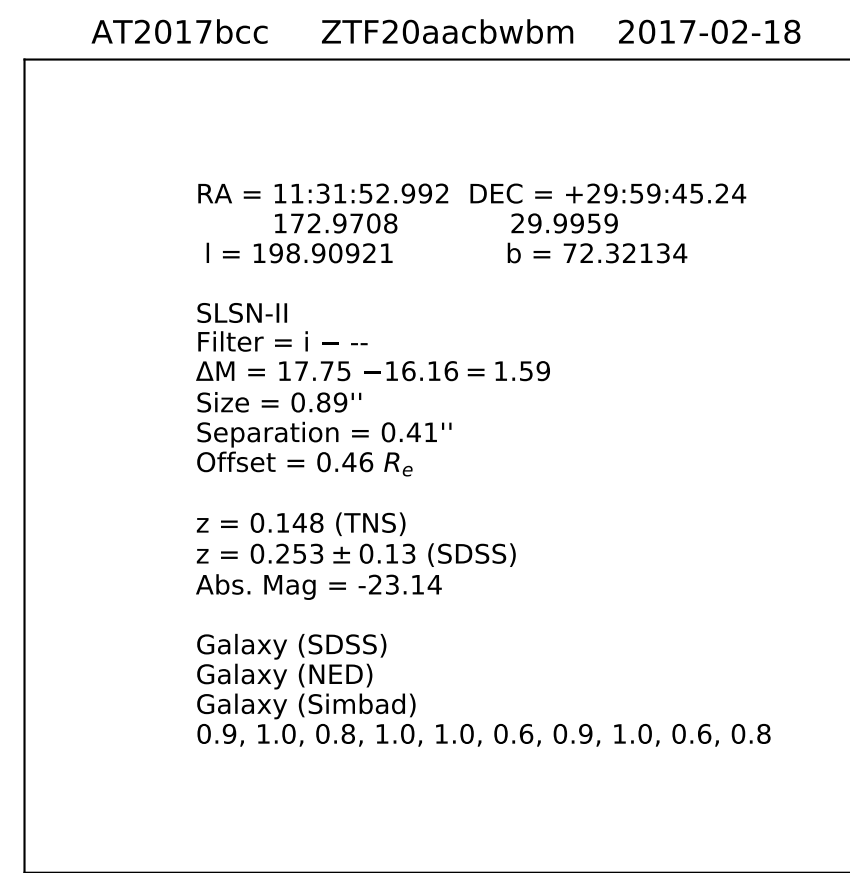 AT2017bcc ZTF20aacbwbm 2017-02-18
RA = 11:31:52.992 DEC = +29:59:45.24
172.9708 29.9959
l = 198.90921 b = 72.32134
SLSN-II
Filter = i − --
ΔM = 17.75 −16.16 = 1.59
Size = 0.89''
Separation = 0.41''
Offset = 0.46 Rₑ
z = 0.148 (TNS)
z = 0.253 ± 0.13 (SDSS)
Abs. Mag = -23.14
Galaxy (SDSS)
Galaxy (NED)
Galaxy (Simbad)
0.9, 1.0, 0.8, 1.0, 1.0, 0.6, 0.9, 1.0, 0.6, 0.8